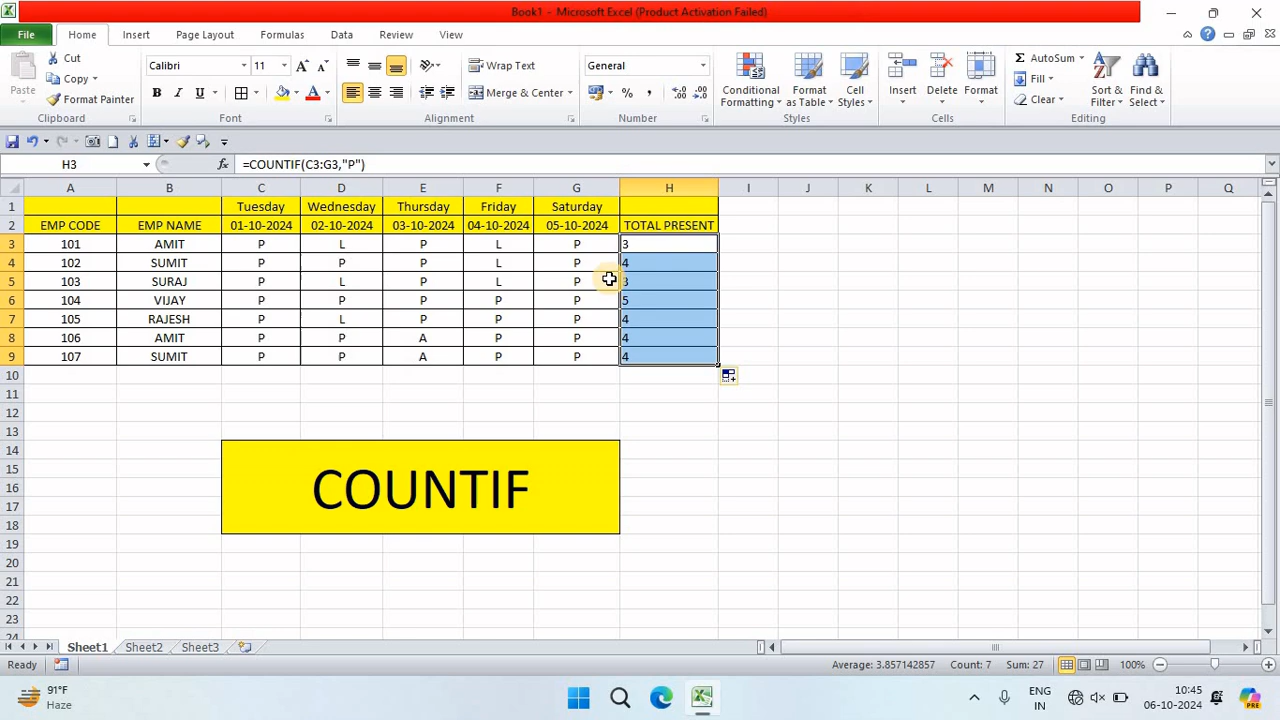 Book1 - Microsoft Excel (Product Activation Failed)
File Home Insert Page Layout Formulas Data Review View
Cut
Copy
Format Painter
Paste
Clipboard
Calibri 11
B I U
Font
Wrap Text
Merge & Center
Alignment
General
Number
Conditional Formatting
Format as Table
Cell Styles
Styles
Insert Delete Format
Cells
AutoSum
Fill
Clear
Sort & Filter
Find & Select
Editing
H3 fx =COUNTIF(C3:G3,"P")
A B C D E F G H I J K L M N O P Q
1 Tuesday Wednesday Thursday Friday Saturday
2 EMP CODE EMP NAME 01-10-2024 02-10-2024 03-10-2024 04-10-2024 05-10-2024 TOTAL PRESENT
3 101 AMIT P L P L P 3
4 102 SUMIT P P P L P 4
5 103 SURAJ P L P L P 3
6 104 VIJAY P P P P P 5
7 105 RAJESH P L P P P 4
8 106 AMIT P P A P P 4
9 107 SUMIT P P A P P 4
10
11
12
13
14
15
16
17
18
19
20
21
22
23
24
COUNTIF
Sheet1 Sheet2 Sheet3
Ready Average: 3.857142857 Count: 7 Sum: 27 100%
91°F
Haze
ENG
IN
10:45
06-10-2024
PRE